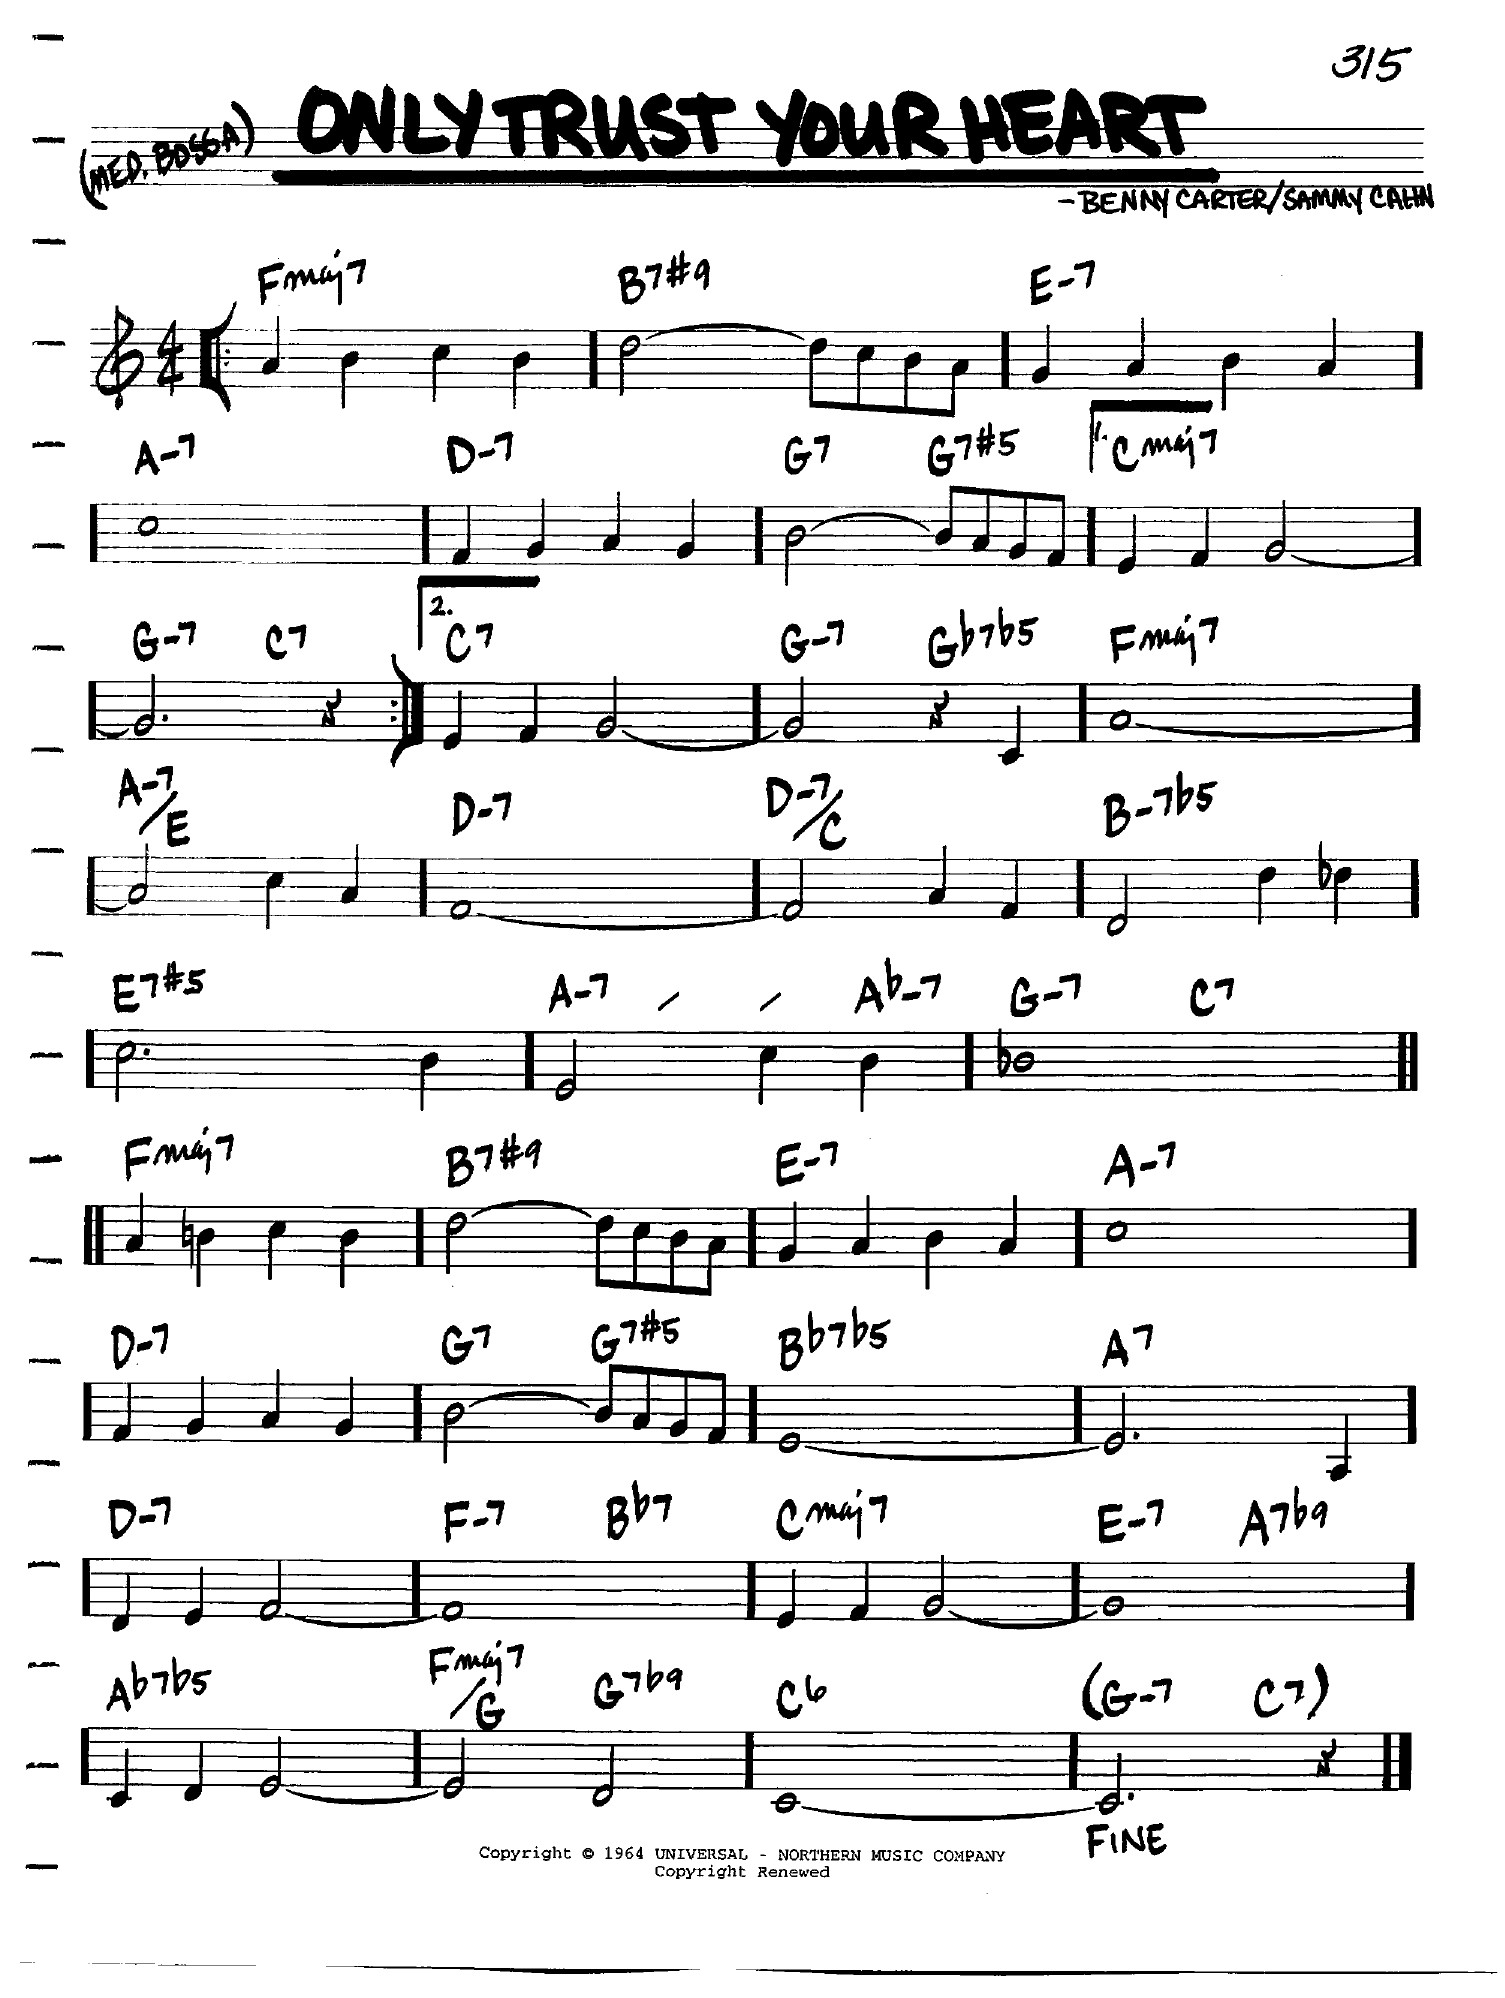 315
ONLY TRUST YOUR HEART
(MED. BOSSA)
- BENNY CARTER/SAMMY CAHN
Fmaj7 B7#9 E-7
4/4
A-7 D-7 G7 G7#5 1. Cmaj7
G-7 C7 2. C7 G-7 Gb7b5 Fmaj7
A-7/E D-7 D-7/C B-7b5
E7#5 A-7 / / Ab-7 G-7 C7
Fmaj7 B7#9 E-7 A-7
D-7 G7 G7#5 Bb7b5 A7
D-7 F-7 Bb7 Cmaj7 E-7 A7b9
Ab7b5 Fmaj7/G G7b9 C6 (G-7 C7)
FINE
Copyright © 1964 UNIVERSAL - NORTHERN MUSIC COMPANY
Copyright Renewed